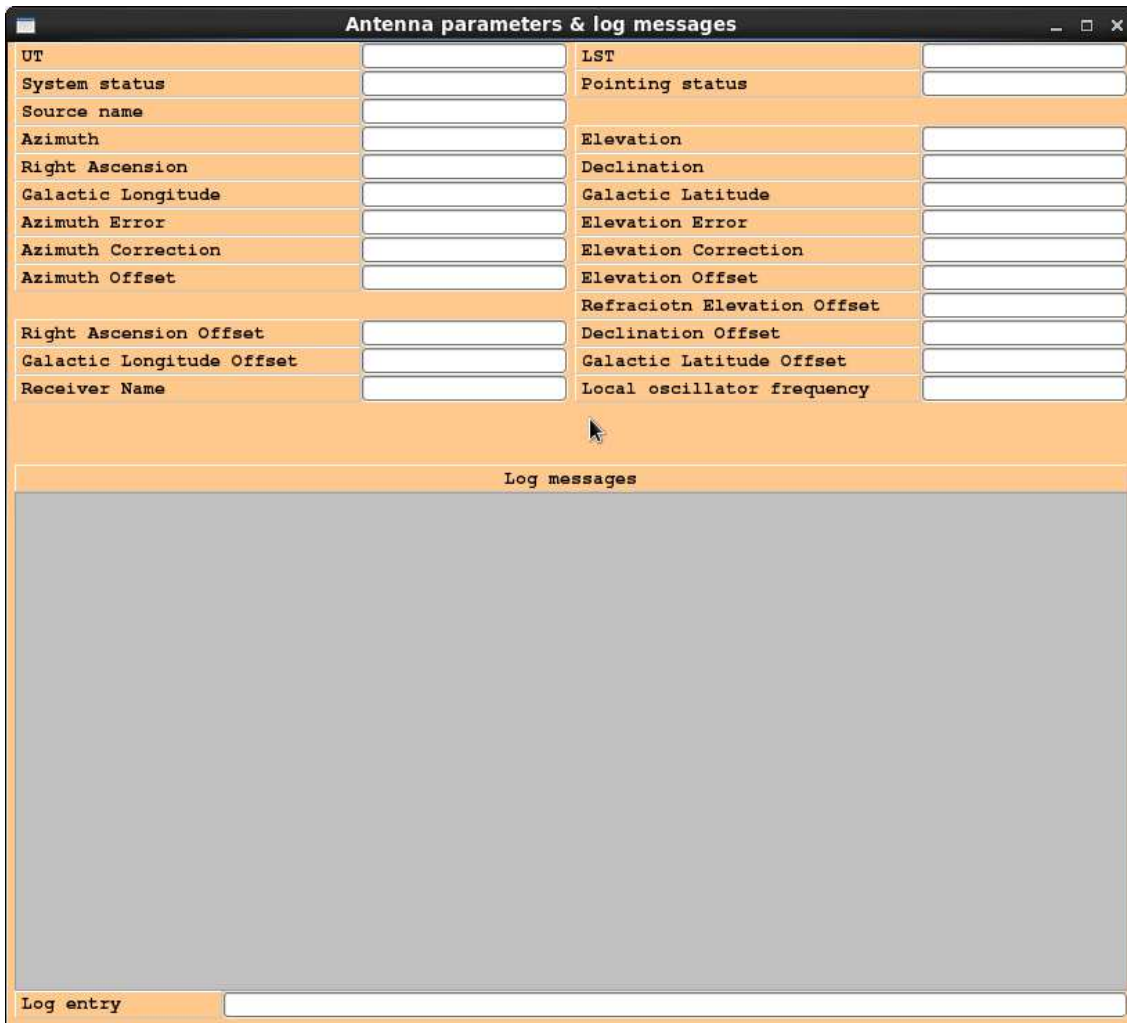 Antenna parameters & log messages
UT LST
System status Pointing status
Source name
Azimuth Elevation
Right Ascension Declination
Galactic Longitude Galactic Latitude
Azimuth Error Elevation Error
Azimuth Correction Elevation Correction
Azimuth Offset Elevation Offset
Refraciotn Elevation Offset
Right Ascension Offset Declination Offset
Galactic Longitude Offset Galactic Latitude Offset
Receiver Name Local oscillator frequency
Log messages
Log entry